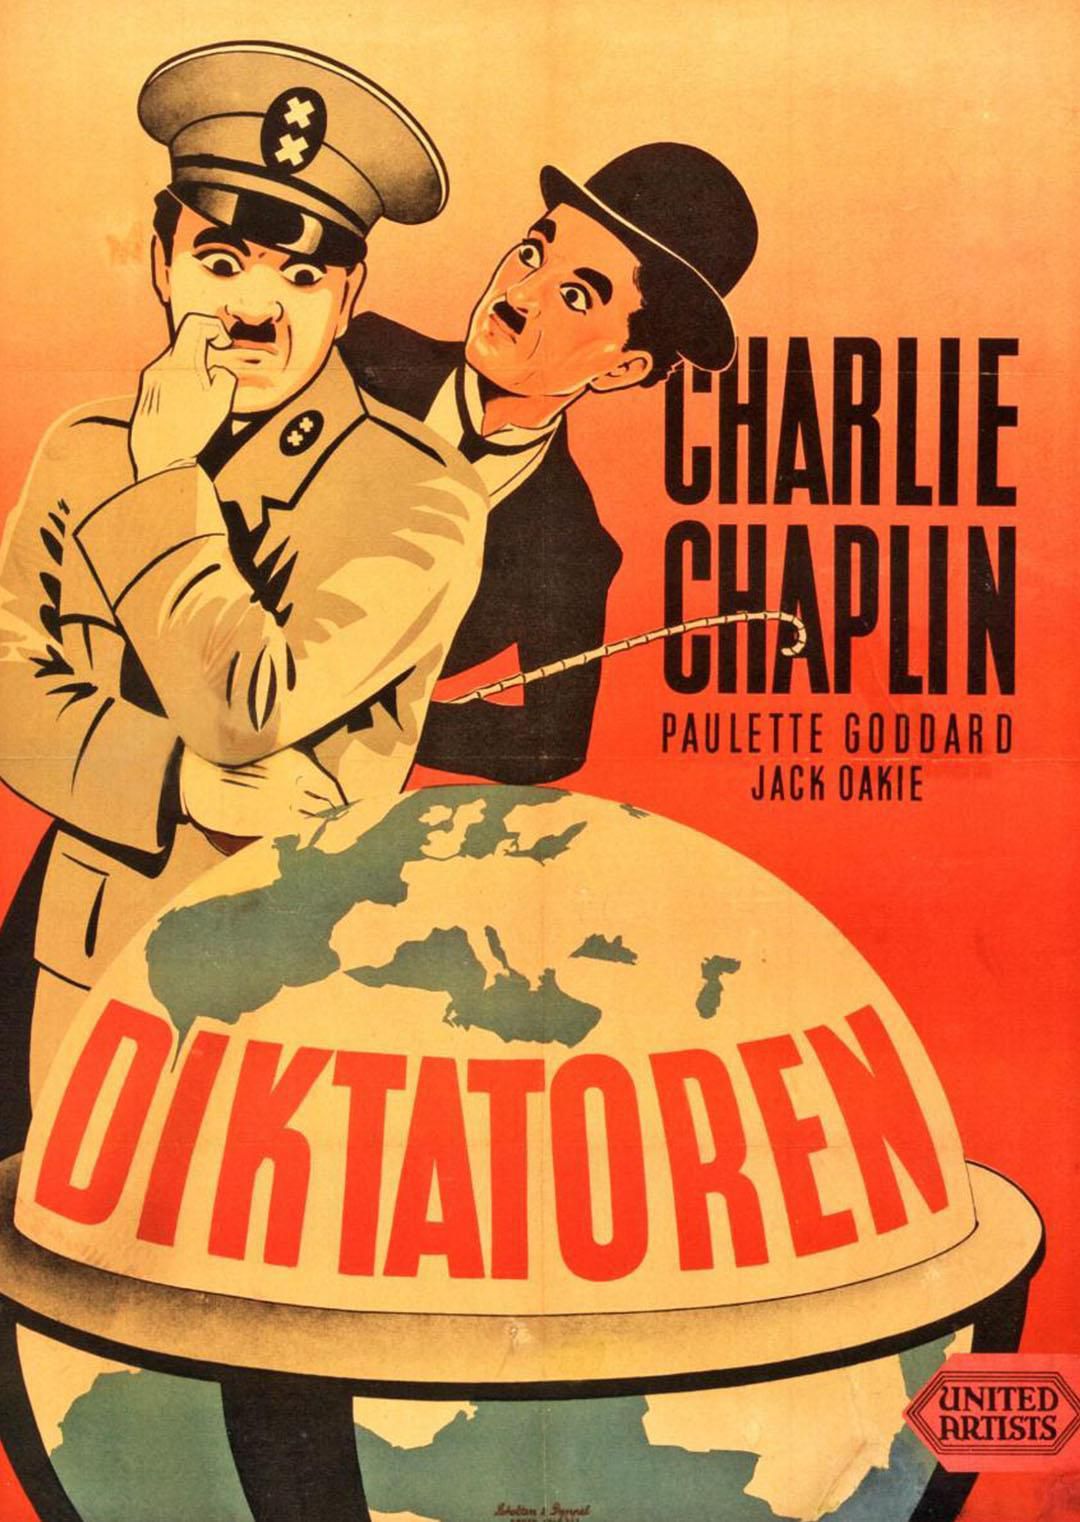 CHARLIE
CHAPLIN
PAULETTE GODDARD
JACK OAKIE
DIKTATOREN
UNITED
ARTISTS